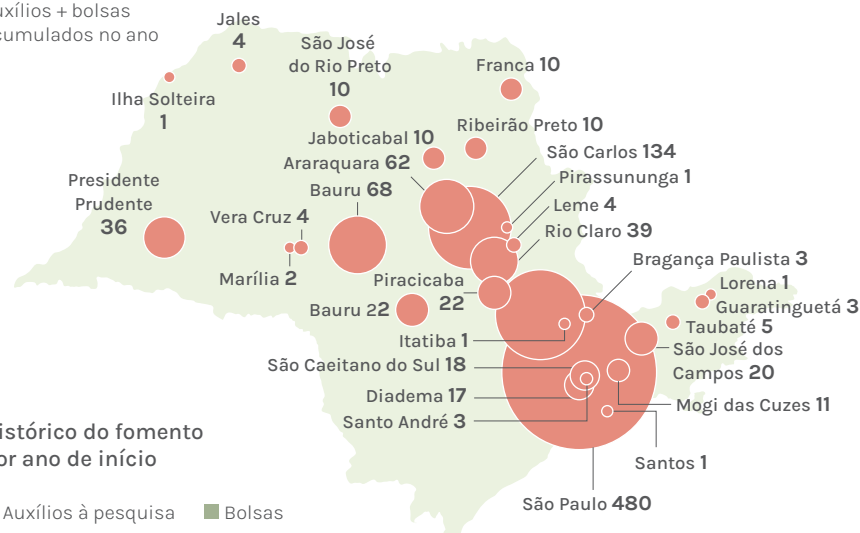 uxílios + bolsas
cumulados no ano
Jales
4
São José
do Rio Preto
10
Franca 10
Ilha Solteira
1
Jaboticabal 10
Ribeirão Preto 10
Araraquara 62
São Carlos 134
Presidente
Prudente
36
Bauru 68
Pirassununga 1
Vera Cruz 4
Leme 4
Rio Claro 39
Marília 2
Piracicaba
22
Bragança Paulista 3
Lorena 1
Guaratinguetá 3
Bauru 22
Taubaté 5
Itatiba 1
São José dos
Campos 20
São Caeitano do Sul 18
Diadema 17
Mogi das Cuzes 11
Santo André 3
istórico do fomento
or ano de início
Santos 1
São Paulo 480
Auxílios à pesquisa
Bolsas